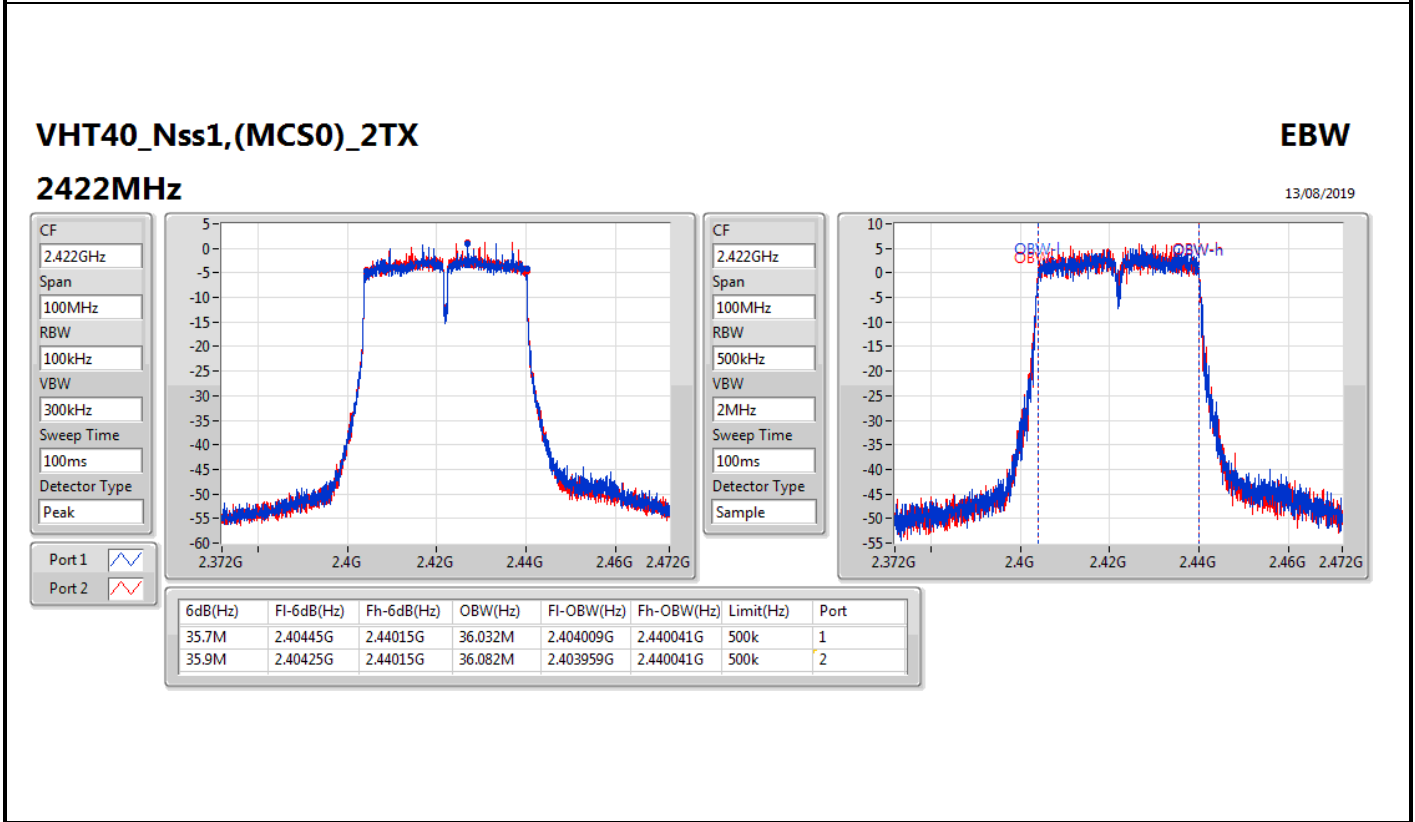 VHT40_Nss1,(MCS0)_2TX
EBW
2422MHz
13/08/2019
CF
2.422GHz
Span
100MHz
RBW
100kHz
VBW
300kHz
Sweep Time
100ms
Detector Type
Peak
Port 1
Port 2
5
0
-5
-10
-15
-20
-25
-30
-35
-40
-45
-50
-55
-60
2.372G 2.4G 2.42G 2.44G 2.46G 2.472G
CF
2.422GHz
Span
100MHz
RBW
500kHz
VBW
2MHz
Sweep Time
100ms
Detector Type
Sample
10
5
0
-5
-10
-15
-20
-25
-30
-35
-40
-45
-50
-55
OBW-l OBW-h
2.372G 2.4G 2.42G 2.44G 2.46G 2.472G
6dB(Hz) Fl-6dB(Hz) Fh-6dB(Hz) OBW(Hz) Fl-OBW(Hz) Fh-OBW(Hz) Limit(Hz) Port
35.7M 2.40445G 2.44015G 36.032M 2.404009G 2.440041G 500k 1
35.9M 2.40425G 2.44015G 36.082M 2.403959G 2.440041G 500k 2